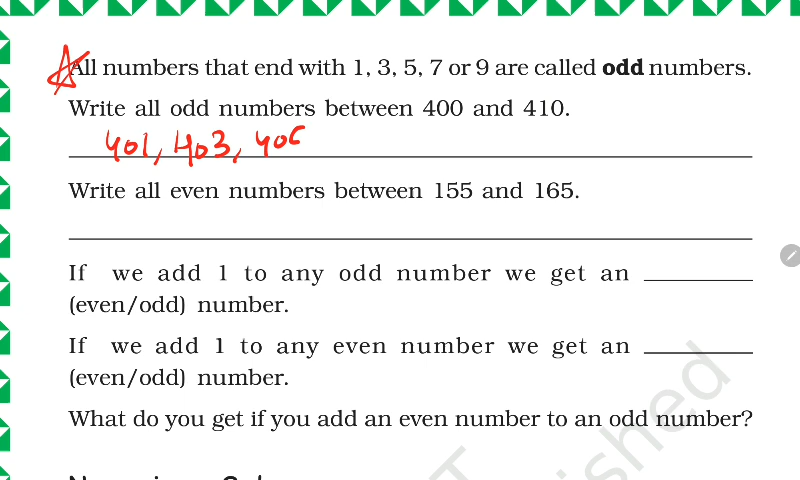 All numbers that end with 1, 3, 5, 7 or 9 are called odd numbers.
Write all odd numbers between 400 and 410.
401, 403,
Write all even numbers between 155 and 165.
If we add 1 to any odd number we get an
(even/odd) number.
If we add 1 to any even number we get an
(even/odd) number.
What do you get if you add an even number to an odd number?